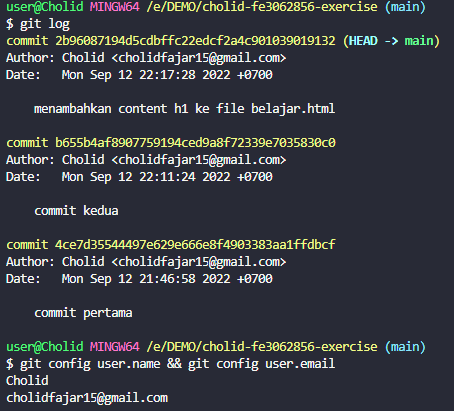 user@Cholid MINGW64 /e/DEMO/cholid-fe3062856-exercise (main)
$ git log
commit 2b96087194d5cdbffc22edcf2a4c901039019132 (HEAD -> main)
Author: Cholid <cholidfajar15@gmail.com>
Date:   Mon Sep 12 22:17:28 2022 +0700
    menambahkan content h1 ke file belajar.html
commit b655b4af8907759194ced9a8f72339e7035830c0
Author: Cholid <cholidfajar15@gmail.com>
Date:   Mon Sep 12 22:11:24 2022 +0700
    commit kedua
commit 4ce7d35544497e629e666e8f4903383aa1ffdbcf
Author: Cholid <cholidfajar15@gmail.com>
Date:   Mon Sep 12 21:46:58 2022 +0700
    commit pertama
user@Cholid MINGW64 /e/DEMO/cholid-fe3062856-exercise (main)
$ git config user.name && git config user.email
Cholid
cholidfajar15@gmail.com